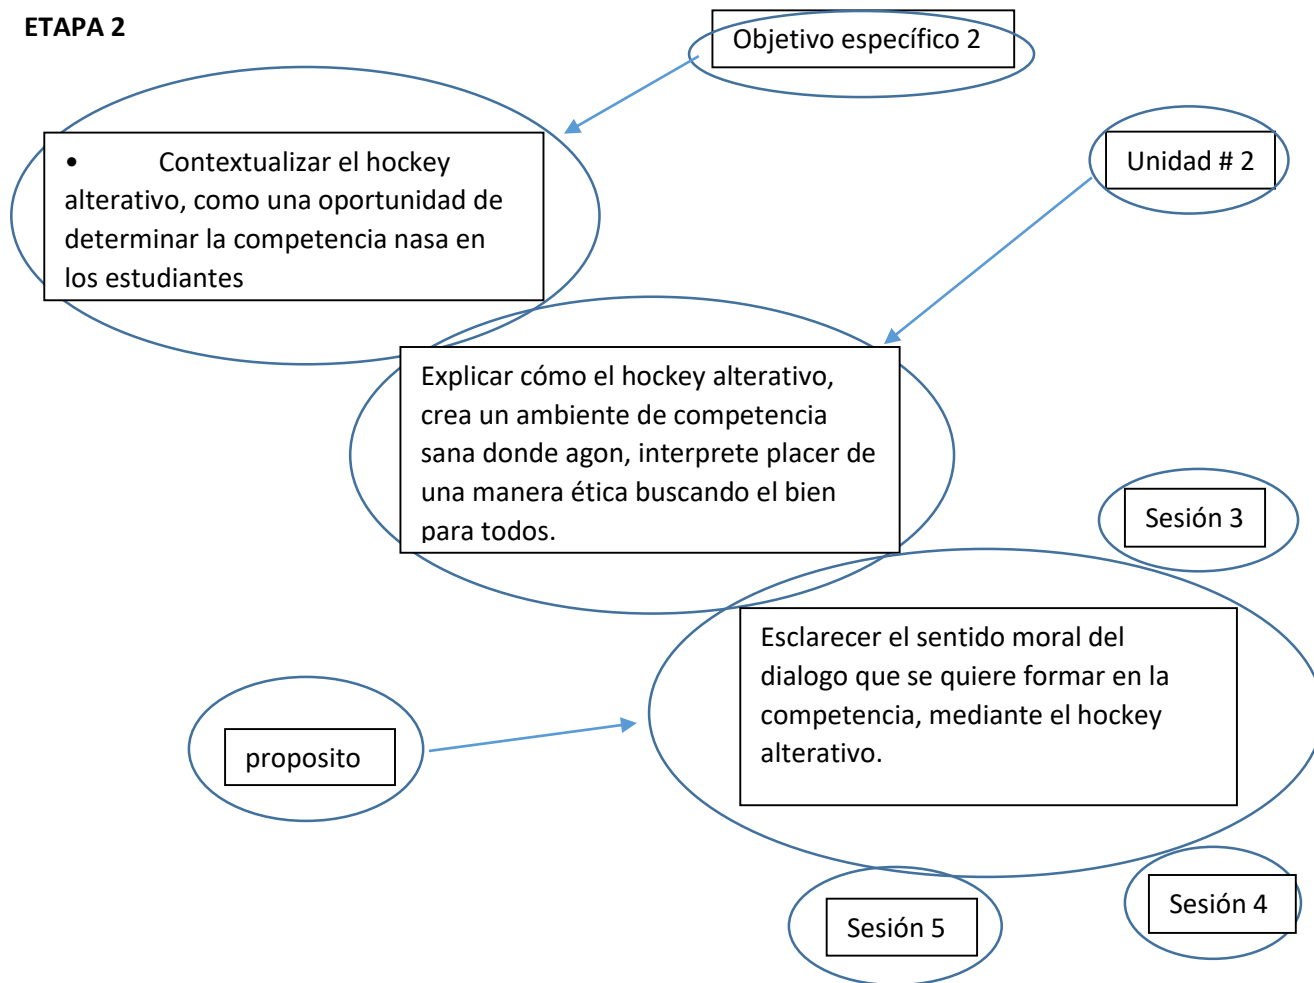 ETAPA 2
Objetivo específico 2
• Contextualizar el hockey
alterativo, como una oportunidad de
determinar la competencia nasa en
los estudiantes
Unidad # 2
Explicar cómo el hockey alterativo,
crea un ambiente de competencia
sana donde agon, interprete placer de
una manera ética buscando el bien
para todos.
Sesión 3
Esclarecer el sentido moral del
dialogo que se quiere formar en la
competencia, mediante el hockey
alterativo.
proposito
Sesión 4
Sesión 5